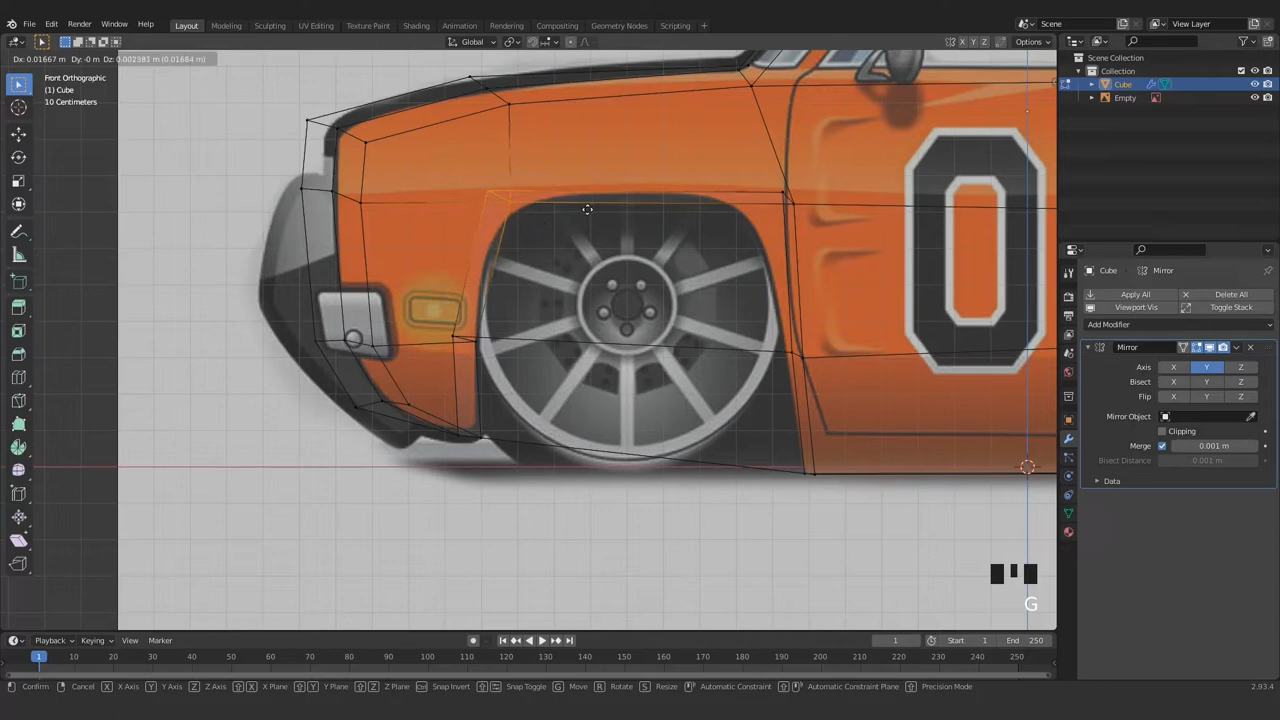 File Edit Render Window Help Layout Modeling Sculpting UV Editing Texture Paint Shading Animation Rendering Compositing Geometry Nodes Scripting + Scene View Layer
Global X Y Z Options
Dx: 0.01667 m Dy: -0 m Dz: 0.002381 m (0.01684 m)
Front Orthographic
(1) Cube
10 Centimeters
Scene Collection
Collection
Cube
Empty
0
Cube Mirror
Apply All Delete All
Viewport Vis Toggle Stack
Add Modifier
Mirror
Axis X Y Z
Bisect X Y Z
Flip X Y Z
Mirror Object
Clipping
Merge 0.001 m
Bisect Distance 0.001 m
Data
G
Playback Keying View Marker 1 Start 1 End 250
1 10 20 30 40 50 60 70 80 90 100 110 120 130 140 150 160 170 180 190 200 210 220 230 240 250
Confirm Cancel X X Axis Y Y Axis Z Z Axis X X Plane Y Y Plane Z Z Plane Ctrl Snap Invert Snap Toggle G Move R Rotate S Resize Automatic Constraint Automatic Constraint Plane Precision Mode 2.93.4